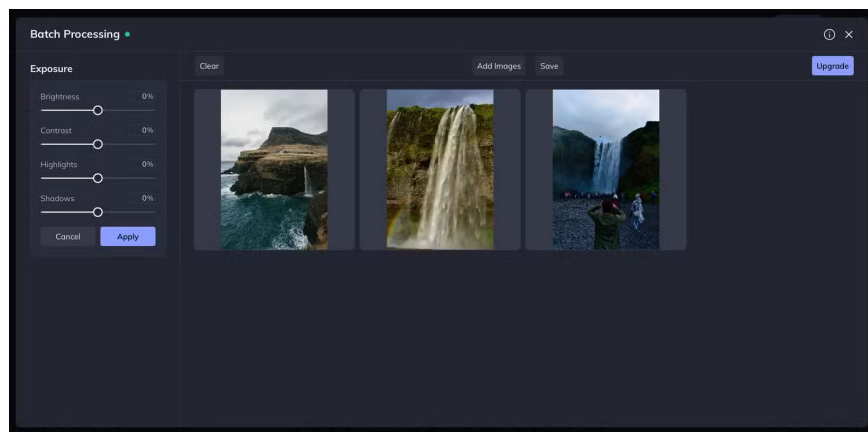 Batch Processing
Exposure
Clear
Add Images
Save
Upgrade
Brightness 0%
Contrast 0%
Highlights 0%
Shadows 0%
Cancel
Apply